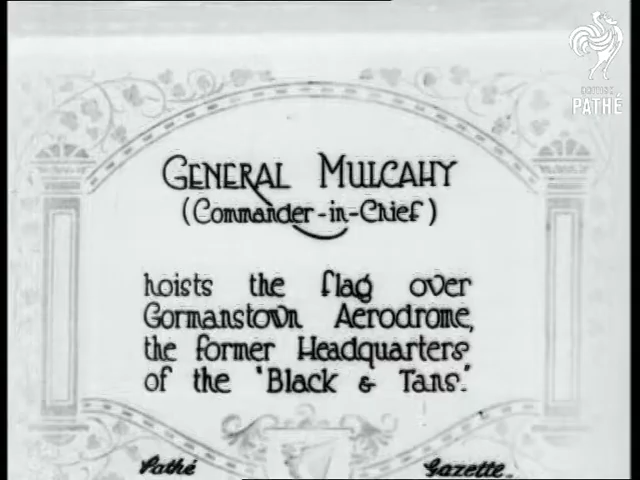 BRITISH
PATHÉ
GENERAL MULCAHY
(Commander-in-Chief)
hoists the flag over
Gormanstown Aerodrome,
the former Headquarters
of the "Black & Tans."
Pathé Gazette.